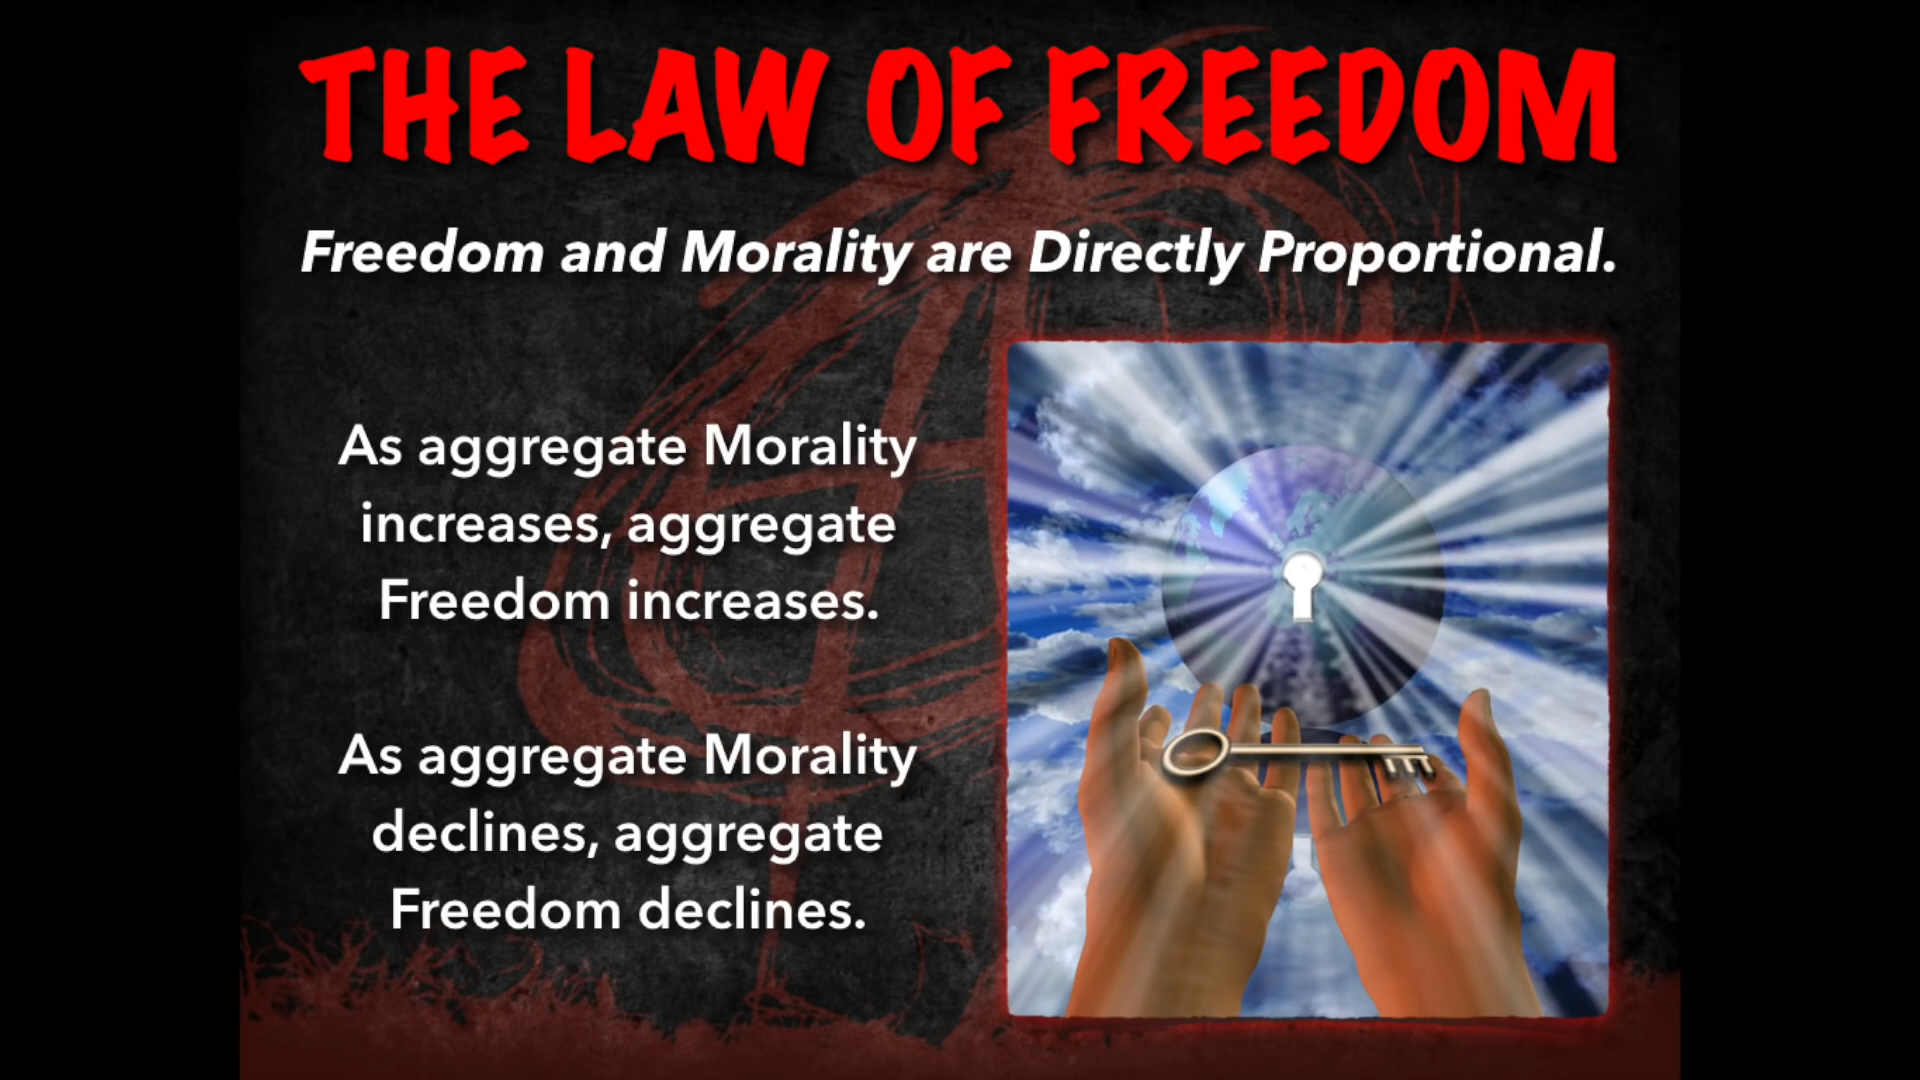 THE LAW OF FREEDOM
Freedom and Morality are Directly Proportional.
As aggregate Morality
increases, aggregate
Freedom increases.
As aggregate Morality
declines, aggregate
Freedom declines.